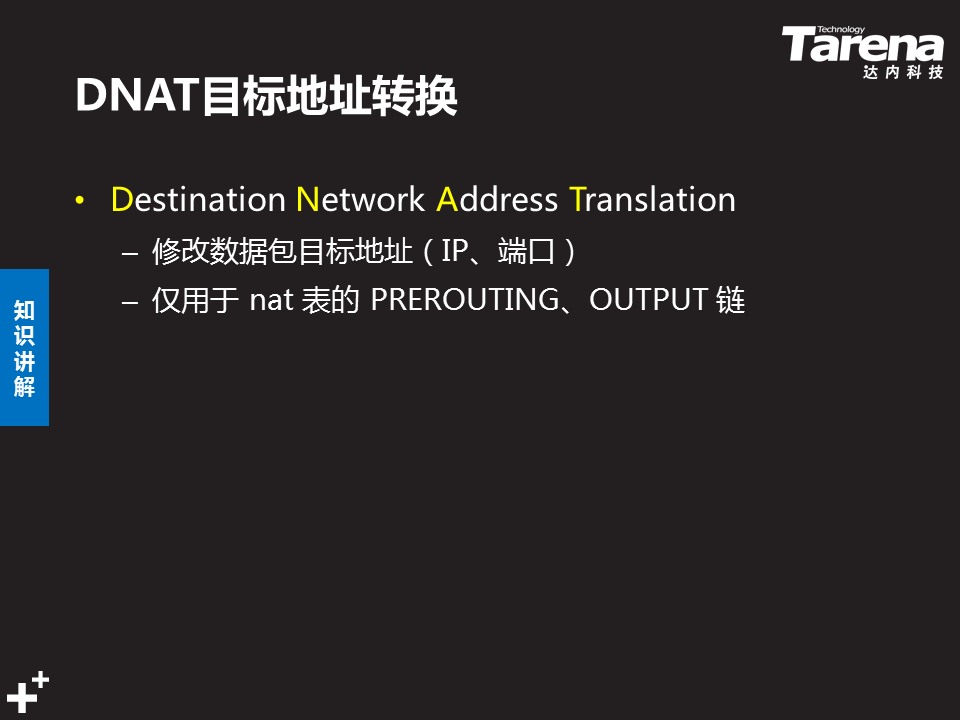 Technology
Tarena
达内科技
DNAT目标地址转换
• Destination Network Address Translation
– 修改数据包目标地址（IP、端口）
– 仅用于 nat 表的 PREROUTING、OUTPUT 链
知
识
讲
解